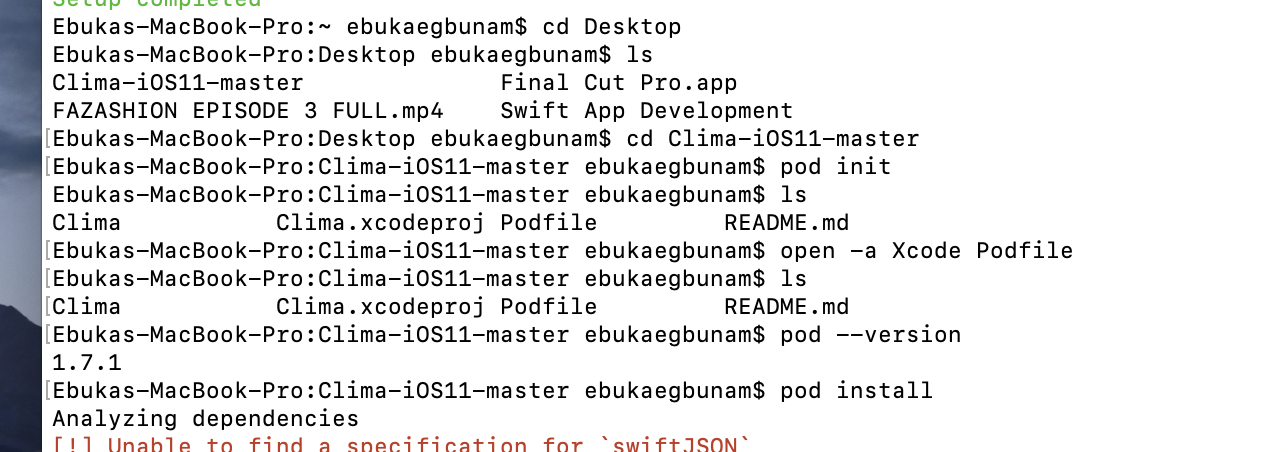 Setup completed
Ebukas-MacBook-Pro:~ ebukaegbunam$ cd Desktop
Ebukas-MacBook-Pro:Desktop ebukaegbunam$ ls
Clima-iOS11-master              Final Cut Pro.app
FAZASHION EPISODE 3 FULL.mp4    Swift App Development
[Ebukas-MacBook-Pro:Desktop ebukaegbunam$ cd Clima-iOS11-master
[Ebukas-MacBook-Pro:Clima-iOS11-master ebukaegbunam$ pod init
Ebukas-MacBook-Pro:Clima-iOS11-master ebukaegbunam$ ls
Clima           Clima.xcodeproj Podfile         README.md
[Ebukas-MacBook-Pro:Clima-iOS11-master ebukaegbunam$ open -a Xcode Podfile
[Ebukas-MacBook-Pro:Clima-iOS11-master ebukaegbunam$ ls
[Clima           Clima.xcodeproj Podfile         README.md
[Ebukas-MacBook-Pro:Clima-iOS11-master ebukaegbunam$ pod --version
1.7.1
[Ebukas-MacBook-Pro:Clima-iOS11-master ebukaegbunam$ pod install
Analyzing dependencies
[!] Unable to find a specification for `swiftJSON`